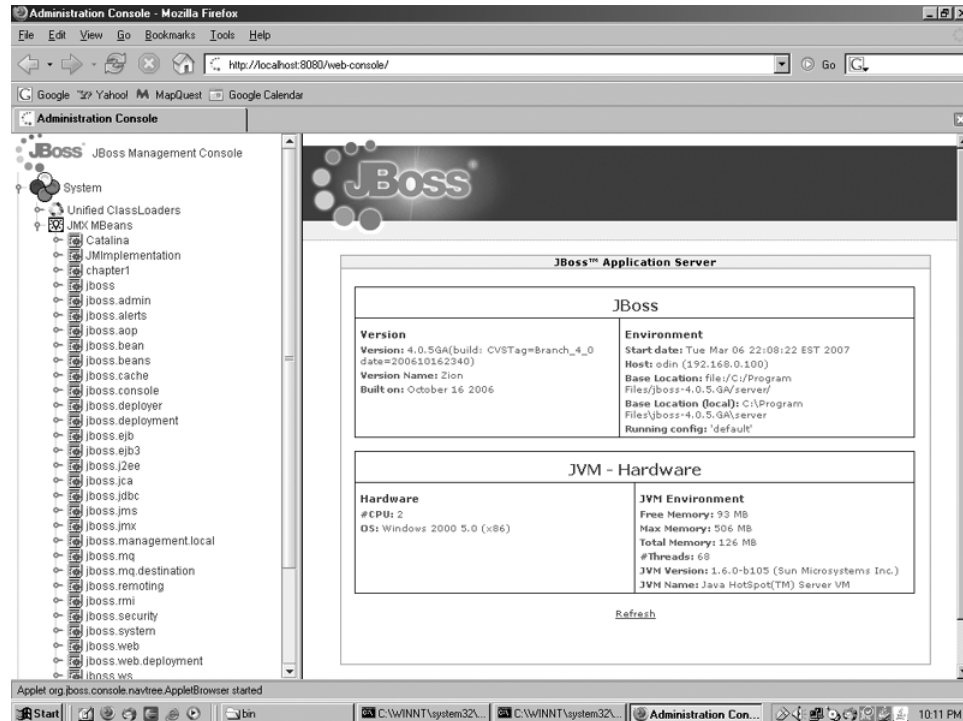 Administration Console - Mozilla Firefox
File Edit View Go Bookmarks Tools Help
http://localhost:8080/web-console/
Go
Google Yahoo! MapQuest Google Calendar
Administration Console
JBoss JBoss Management Console
System
Unified ClassLoaders
JMX MBeans
Catalina
JMImplementation
chapter1
jboss
jboss.admin
jboss.alerts
jboss.aop
jboss.bean
jboss.beans
jboss.cache
jboss.console
jboss.deployer
jboss.deployment
jboss.ejb
jboss.ejb3
jboss.j2ee
jboss.jca
jboss.jdbc
jboss.jms
jboss.jmx
jboss.management.local
jboss.mq
jboss.mq.destination
jboss.remoting
jboss.rmi
jboss.security
jboss.system
jboss.web
jboss.web.deployment
jboss.ws
JBoss
JBoss™ Application Server
JBoss
Version
Version: 4.0.5GA(build: CVSTag=Branch_4_0
date=200610162340)
Version Name: Zion
Built on: October 16 2006
Environment
Start date: Tue Mar 06 22:08:22 EST 2007
Host: odin (192.168.0.100)
Base Location: file:/C:/Program
Files/jboss-4.0.5.GA/server/
Base Location (local): C:\Program
Files\jboss-4.0.5.GA\server
Running config: 'default'
JVM - Hardware
Hardware
#CPU: 2
OS: Windows 2000 5.0 (x86)
JVM Environment
Free Memory: 93 MB
Max Memory: 506 MB
Total Memory: 126 MB
#Threads: 68
JVM Version: 1.6.0-b105 (Sun Microsystems Inc.)
JVM Name: Java HotSpot(TM) Server VM
Refresh
Applet org.jboss.console.navtree.AppletBrowser started
Start bin C:\WINNT\system32\... C:\WINNT\system32\... Administration Con... 10:11 PM